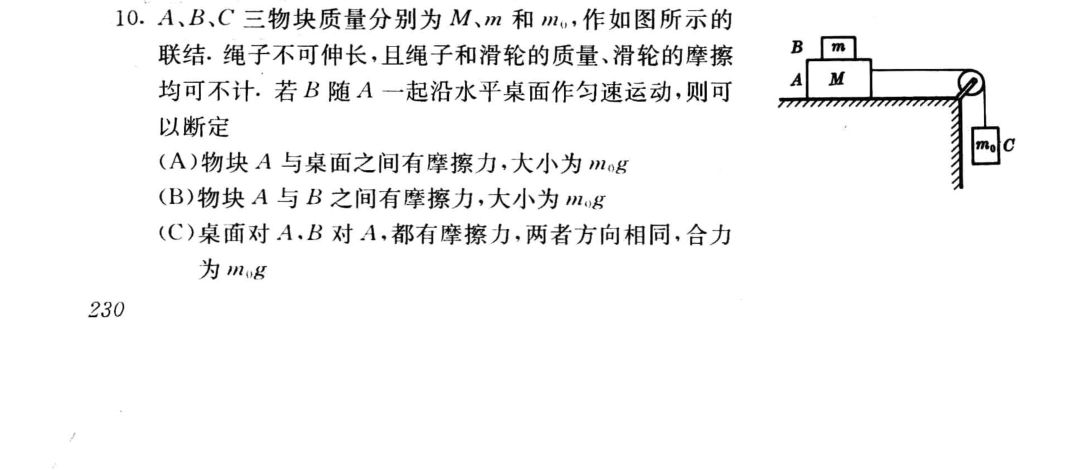 10. A、B、C 三物块质量分别为 M、m 和 m₀,作如图所示的
联结. 绳子不可伸长,且绳子和滑轮的质量、滑轮的摩擦
均可不计. 若 B 随 A 一起沿水平桌面作匀速运动,则可
以断定
(A)物块 A 与桌面之间有摩擦力,大小为 m₀g
(B)物块 A 与 B 之间有摩擦力,大小为 m₀g
(C)桌面对 A,B 对 A,都有摩擦力,两者方向相同,合力
为 m₀g
B m
A M
m₀ C
230